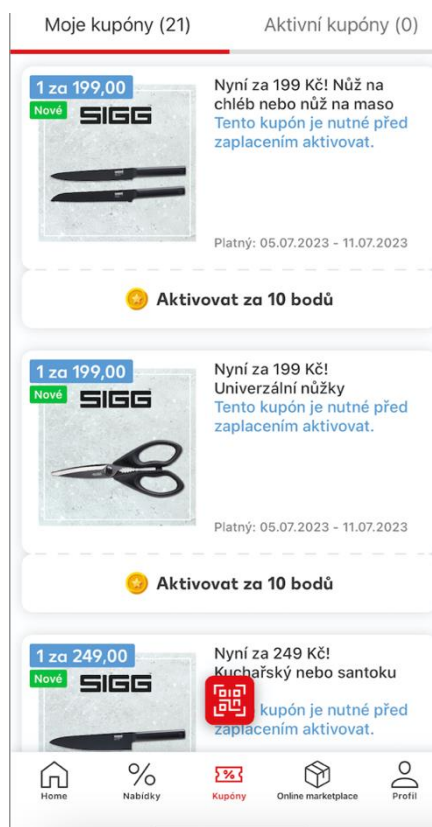 Moje kupóny (21)
Aktivní kupóny (0)
1 za 199,00
Nové
SIGG
Nyní za 199 Kč! Nůž na
chléb nebo nůž na maso
Tento kupón je nutné před
zaplacením aktivovat.
Platný: 05.07.2023 - 11.07.2023
Aktivovat za 10 bodů
1 za 199,00
Nové
SIGG
Nyní za 199 Kč!
Univerzální nůžky
Tento kupón je nutné před
zaplacením aktivovat.
Platný: 05.07.2023 - 11.07.2023
Aktivovat za 10 bodů
1 za 249,00
Nové
SIGG
Nyní za 249 Kč!
Kuchařský nebo santoku
kupón je nutné před
zaplacením aktivovat.
Home
Nabídky
Kupóny
Online marketplace
Profil